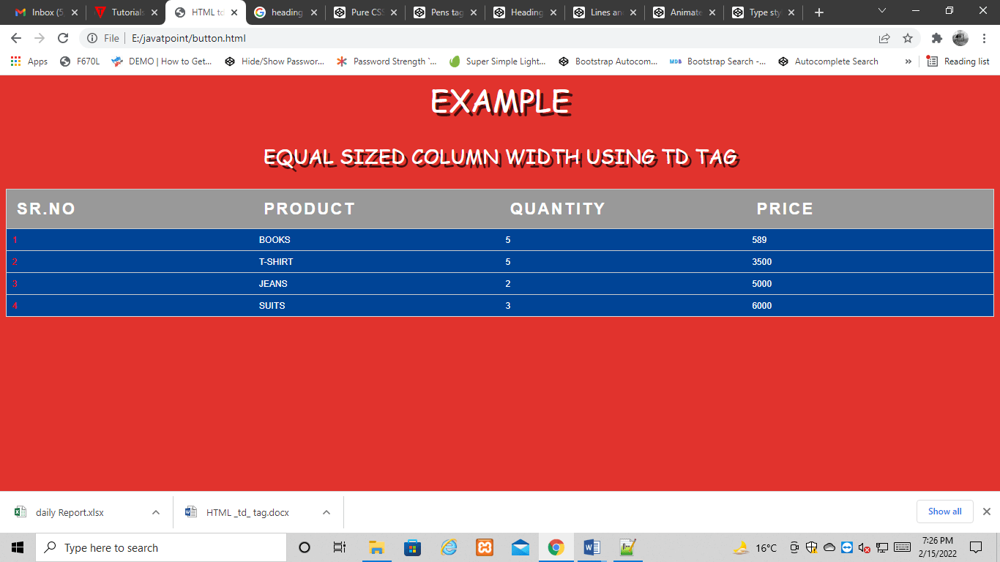 Inbox (5,
Tutorials
HTML to
heading
Pure CSS
Pens tag
Heading
Lines an
Animate
Type sty
File | E:/javatpoint/button.html
Apps
F670L
DEMO | How to Get...
Hide/Show Passwor...
Password Strength `...
Super Simple Light...
Bootstrap Autocom...
MDB
Bootstrap Search -...
Autocomplete Search
»
Reading list
EXAMPLE
EQUAL SIZED COLUMN WIDTH USING TD TAG
SR.NO PRODUCT QUANTITY PRICE
1 BOOKS 5 589
2 T-SHIRT 5 3500
3 JEANS 2 5000
4 SUITS 3 6000
daily Report.xlsx
HTML _td_ tag.docx
Show all
Type here to search
16°C
7:26 PM
2/15/2022